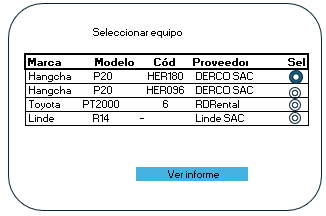 Seleccionar equipo
Marca Modelo Cód Proveedor Sel
Hangcha P20 HER180 DERCO SAC
Hangcha P20 HER096 DERCO SAC
Toyota PT2000 6 RDRental
Linde R14 - Linde SAC
Ver informe